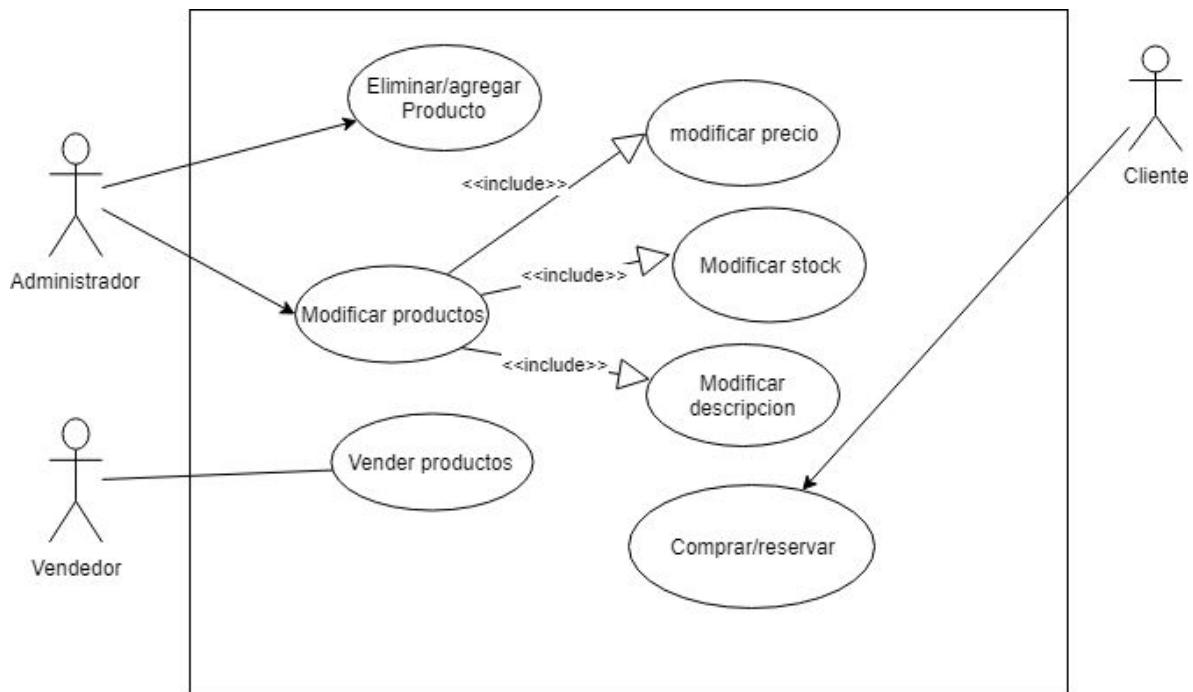 Eliminar/agregar
Producto
modificar precio
<<include>>
Cliente
Administrador
<<include>>
Modificar stock
Modificar productos
<<include>>
Modificar
descripcion
Vender productos
Comprar/reservar
Vendedor